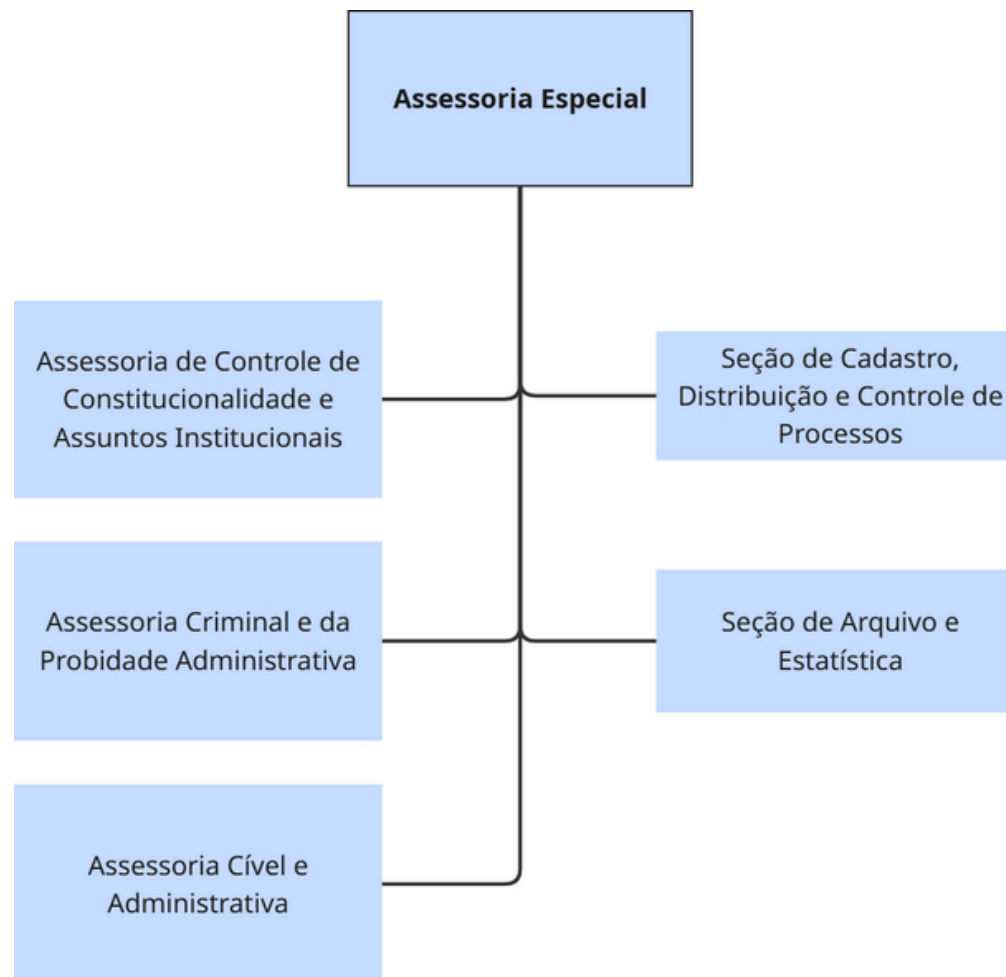 Assessoria Especial
Assessoria de Controle de
Constitucionalidade e
Assuntos Institucionais
Seção de Cadastro,
Distribuição e Controle de
Processos
Assessoria Criminal e da
Probidade Administrativa
Seção de Arquivo e
Estatística
Assessoria Cível e
Administrativa